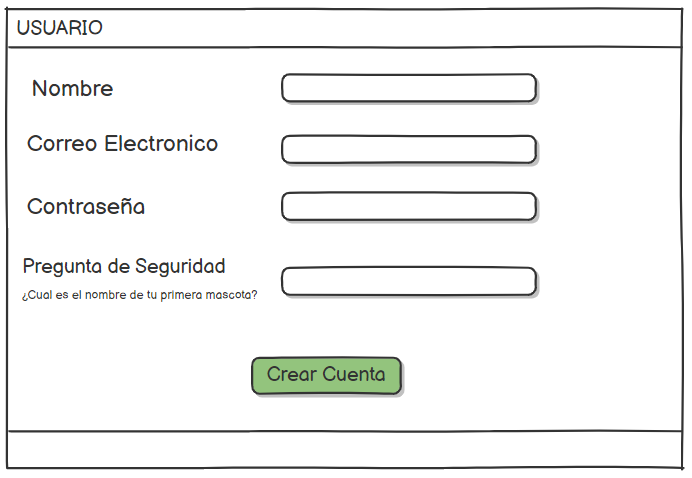 USUARIO
Nombre
Correo Electronico
Contraseña
Pregunta de Seguridad
¿Cual es el nombre de tu primera mascota?
Crear Cuenta